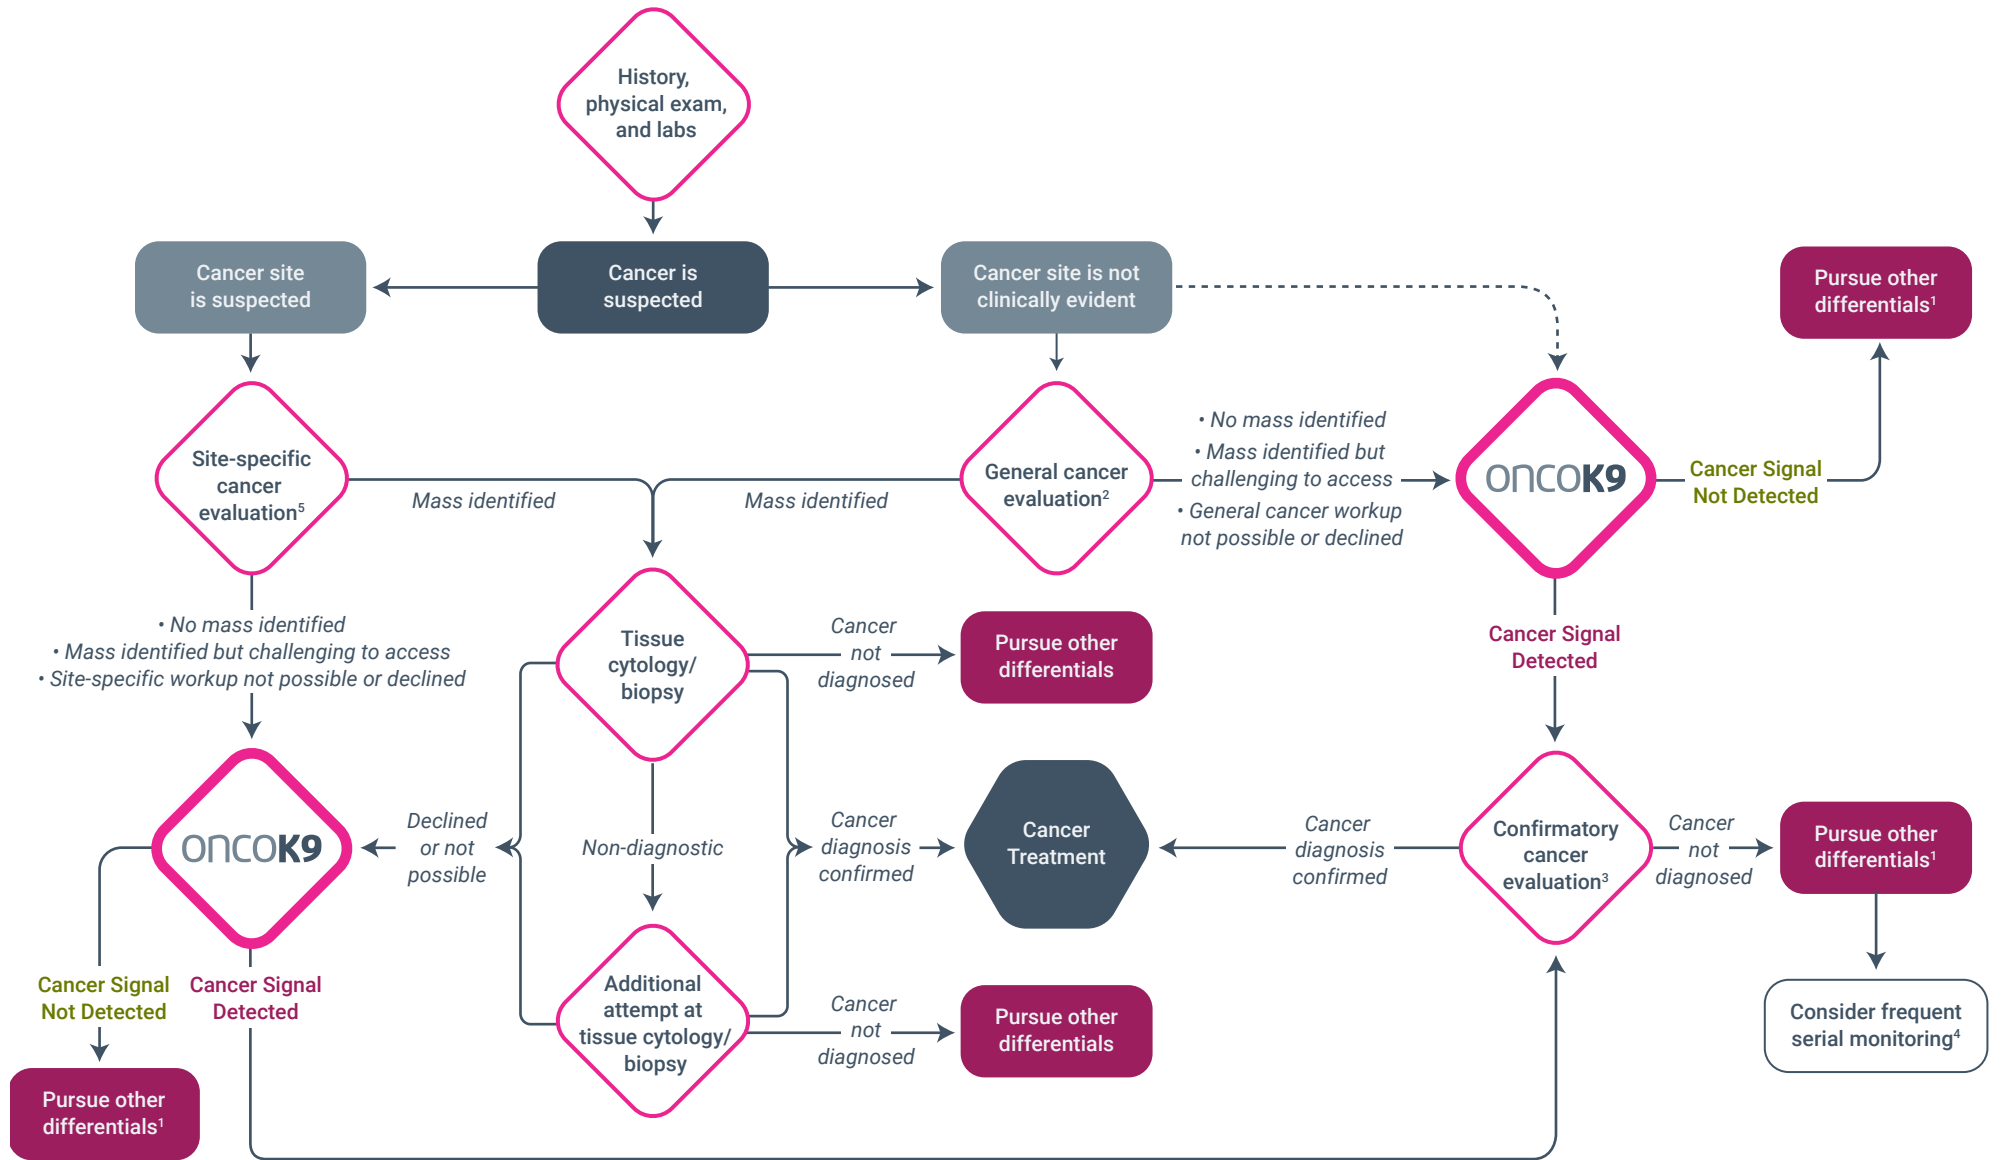 History,
physical exam,
and labs
Cancer site
is suspected
Cancer is
suspected
Cancer site is not
clinically evident
Pursue other
differentials¹
Site-specific
cancer
evaluation⁵
Mass identified
Mass identified
General cancer
evaluation²
• No mass identified
• Mass identified but
challenging to access
• General cancer workup
not possible or declined
oncoK9
Cancer Signal
Not Detected
• No mass identified
• Mass identified but challenging to access
• Site-specific workup not possible or declined
Tissue
cytology/
biopsy
Cancer
not
diagnosed
Pursue other
differentials
Cancer Signal
Detected
oncoK9
Declined
or not
possible
Non-diagnostic
Cancer
diagnosis
confirmed
Cancer
Treatment
Cancer
diagnosis
confirmed
Confirmatory
cancer
evaluation³
Cancer
not
diagnosed
Pursue other
differentials¹
Cancer Signal
Not Detected
Cancer Signal
Detected
Additional
attempt at
tissue cytology/
biopsy
Cancer
not
diagnosed
Pursue other
differentials
Consider frequent
serial monitoring⁴
Pursue other
differentials¹